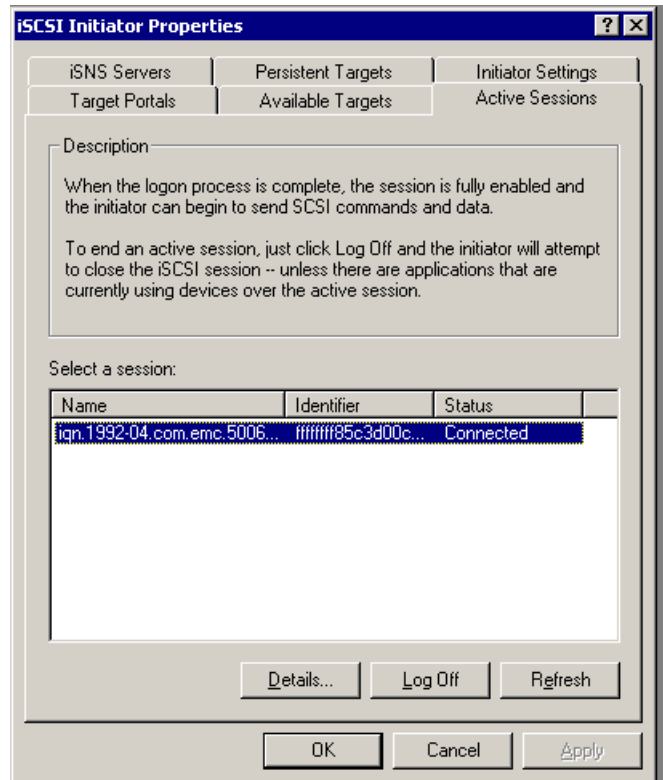 iSCSI Initiator Properties
iSNS Servers Persistent Targets Initiator Settings
Target Portals Available Targets Active Sessions
Description
When the logon process is complete, the session is fully enabled and
the initiator can begin to send SCSI commands and data.
To end an active session, just click Log Off and the initiator will attempt
to close the iSCSI session -- unless there are applications that are
currently using devices over the active session.
Select a session:
Name Identifier Status
iqn.1992-04.com.emc.5006... ffffffff85c3d00c... Connected
Details... Log Off Refresh
OK Cancel Apply